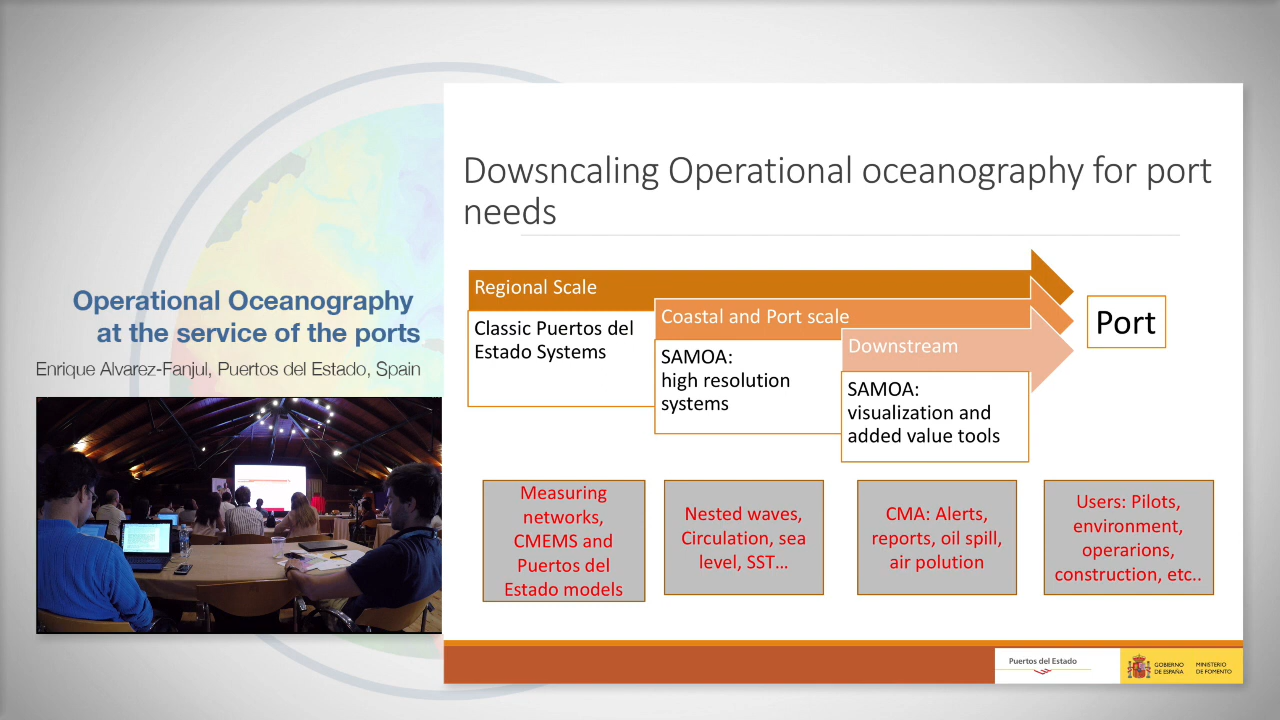 Operational Oceanography
at the service of the ports
Enrique Alvarez-Fanjul, Puertos del Estado, Spain
Dowsncaling Operational oceanography for port
needs
Regional Scale
Classic Puertos del
Estado Systems
Coastal and Port scale
SAMOA:
high resolution
systems
Downstream
SAMOA:
visualization and
added value tools
Port
Measuring
networks,
CMEMS and
Puertos del
Estado models
Nested waves,
Circulation, sea
level, SST...
CMA: Alerts,
reports, oil spill,
air polution
Users: Pilots,
environment,
operarions,
construction, etc..
Puertos del Estado
GOBIERNO
DE ESPAÑA
MINISTERIO
DE FOMENTO